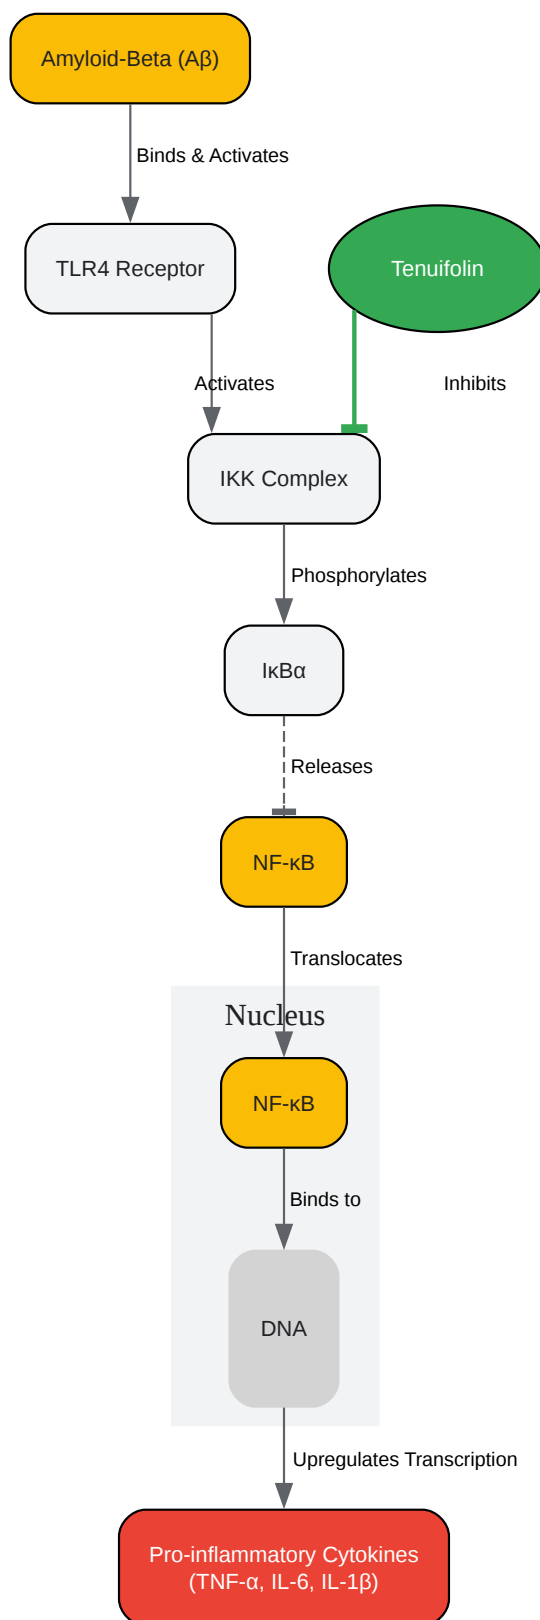 Amyloid-Beta (Aβ)
Binds & Activates
TLR4 Receptor
Tenuifolin
Activates
Inhibits
IKK Complex
Phosphorylates
IκBα
Releases
NF-κB
Translocates
Nucleus
NF-κB
Binds to
DNA
Upregulates Transcription
Pro-inflammatory Cytokines
(TNF-α, IL-6, IL-1β)